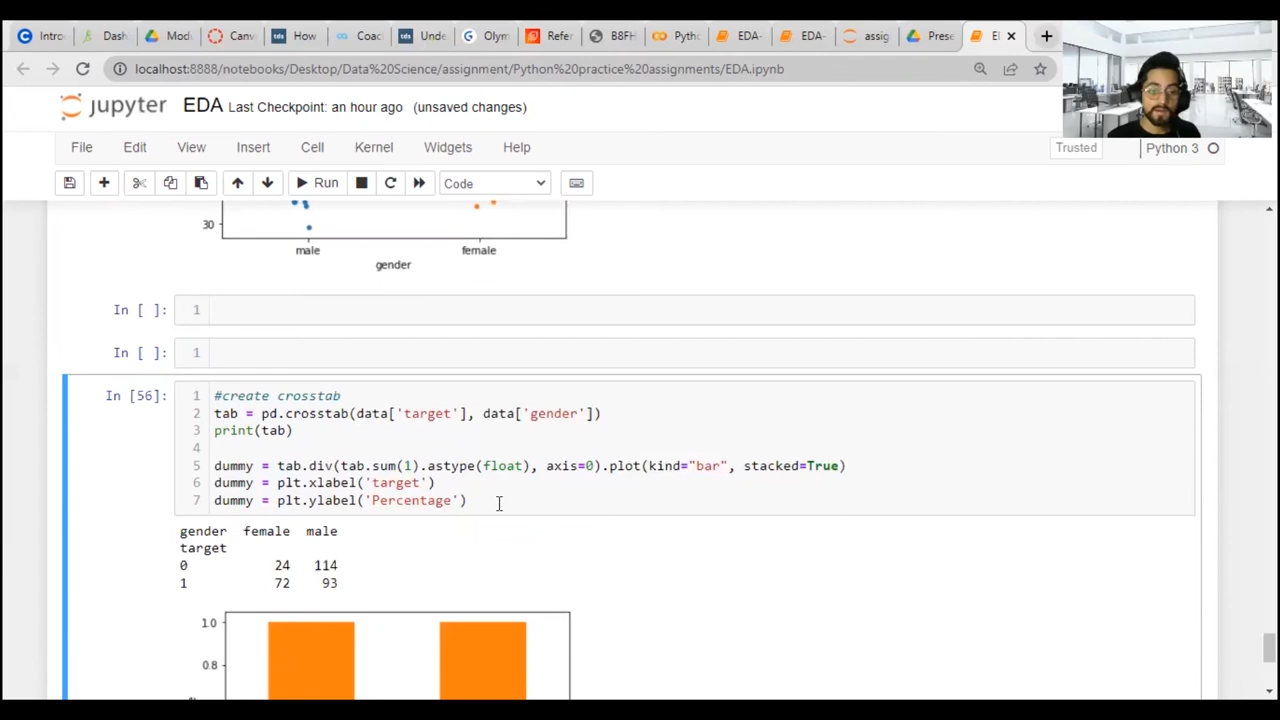 Intro
Dash
Mod
Canv
How
Coac
Unde
Olym
Refer
B8FH
Pytho
EDA-
EDA-
assig
Prese
E
localhost:8888/notebooks/Desktop/Data%20Science/assignment/Python%20practice%20assignments/EDA.ipynb
jupyter EDA Last Checkpoint: an hour ago (unsaved changes)
File Edit View Insert Cell Kernel Widgets Help
Trusted Python 3
Run Code
30
male female
gender
In [ ]: 1
In [ ]: 1
In [56]: 1 #create crosstab
2 tab = pd.crosstab(data['target'], data['gender'])
3 print(tab)
4
5 dummy = tab.div(tab.sum(1).astype(float), axis=0).plot(kind="bar", stacked=True)
6 dummy = plt.xlabel('target')
7 dummy = plt.ylabel('Percentage')
gender female male
target
0 24 114
1 72 93
1.0
0.8